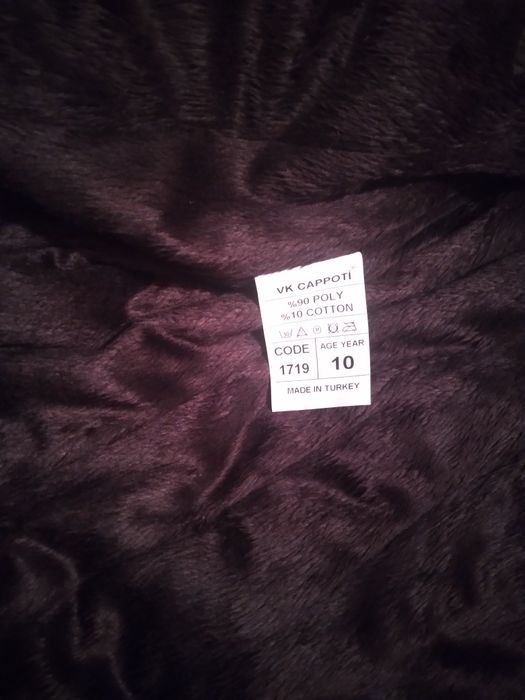 VK CAPPOTİ
%90 POLY
%10 COTTON
CODE
1719
AGE YEAR
10
MADE IN TURKEY